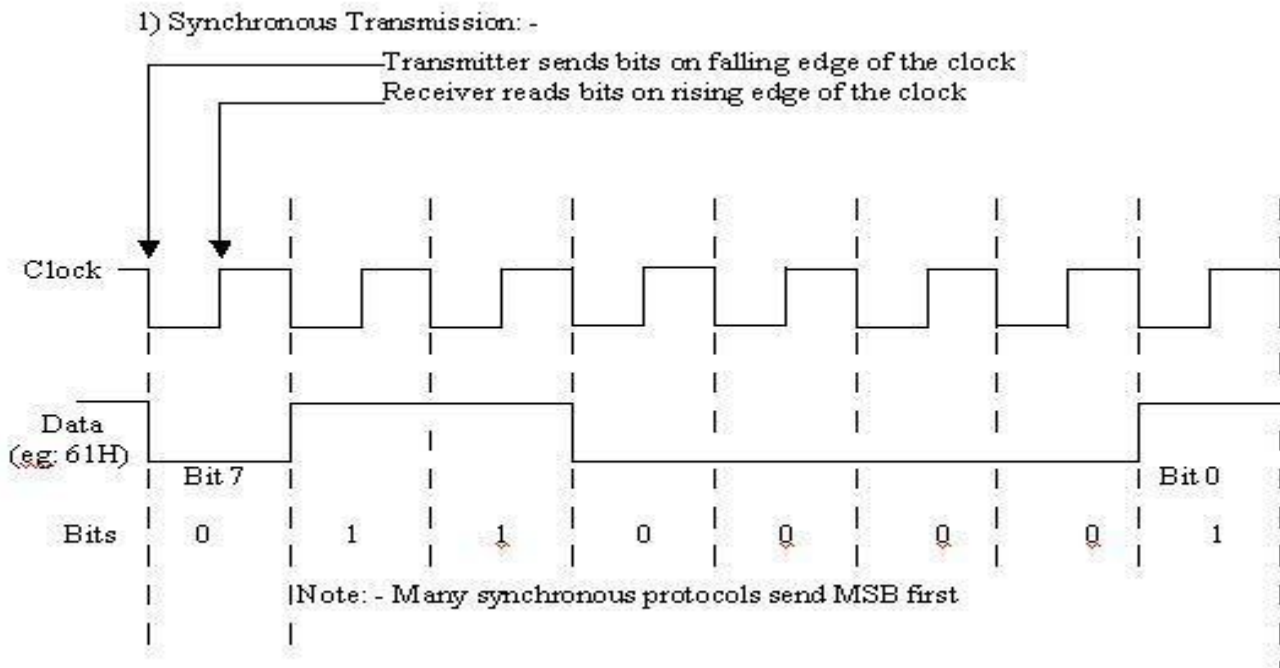 1) Synchronous Transmission: -
Transmitter sends bits on falling edge of the clock
Receiver reads bits on rising edge of the clock
Clock
Data
(eg: 61H)
Bit 7
Bit 0
Bits 0 1 1 0 0 0 0 1
Note: - Many synchronous protocols send MSB first